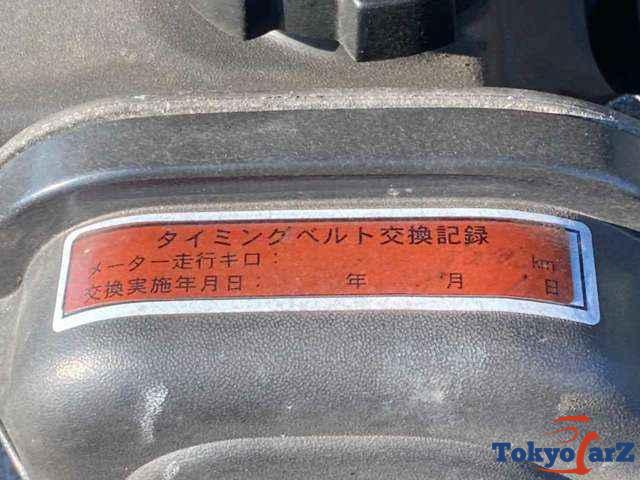 タイミングベルト交換記録
メーター走行キロ： km
交換実施年月日： 年 月 日
TokyoCarZ